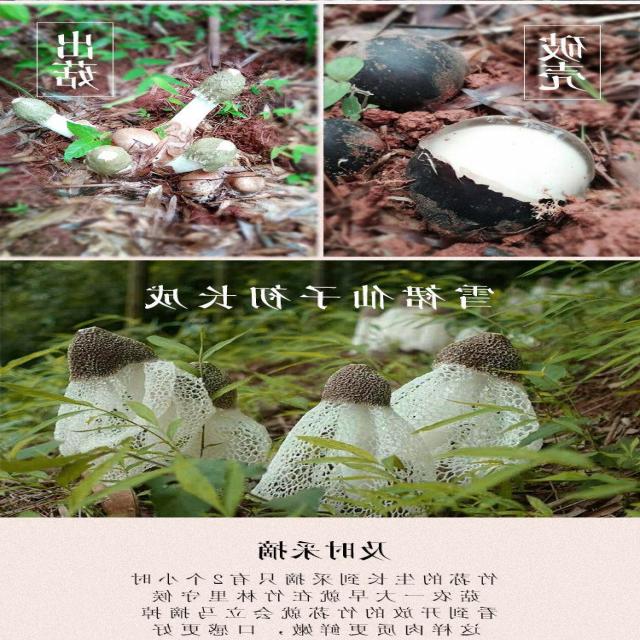 破壳
出菇
雪裙仙子初长成
及时采摘
竹荪的生长到采摘只有2个小时
菇农一大早就在竹林里守候
看到开放的竹荪就会立马摘掉
这样肉质更鲜嫩，口感更好